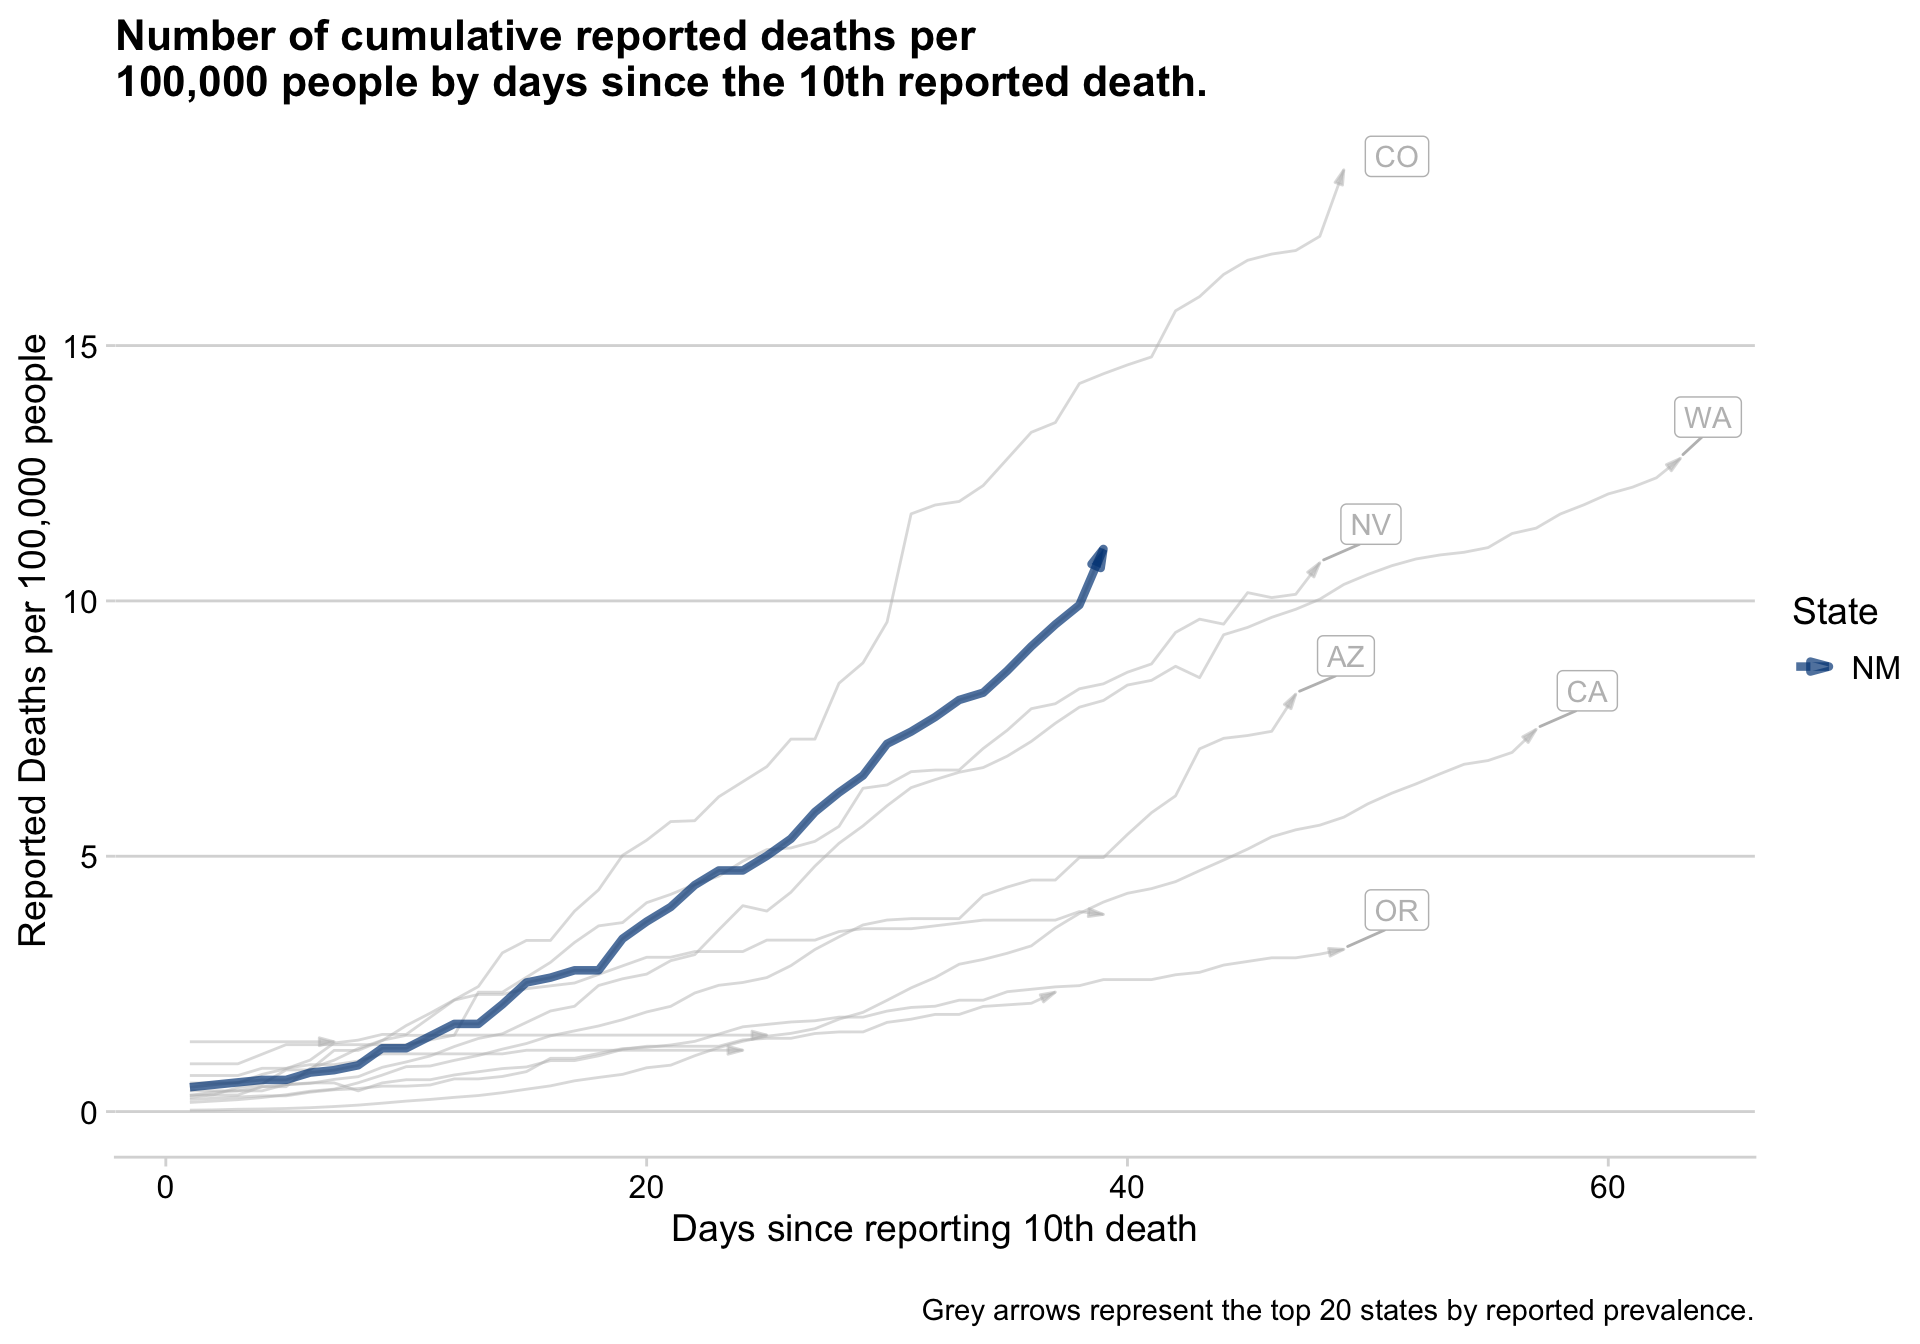 Number of cumulative reported deaths per
100,000 people by days since the 10th reported death.
CO
15
WA
NV
10
State
AZ
NM
CA
5
OR
0
Reported Deaths per 100,000 people
0 20 40 60
Days since reporting 10th death
Grey arrows represent the top 20 states by reported prevalence.